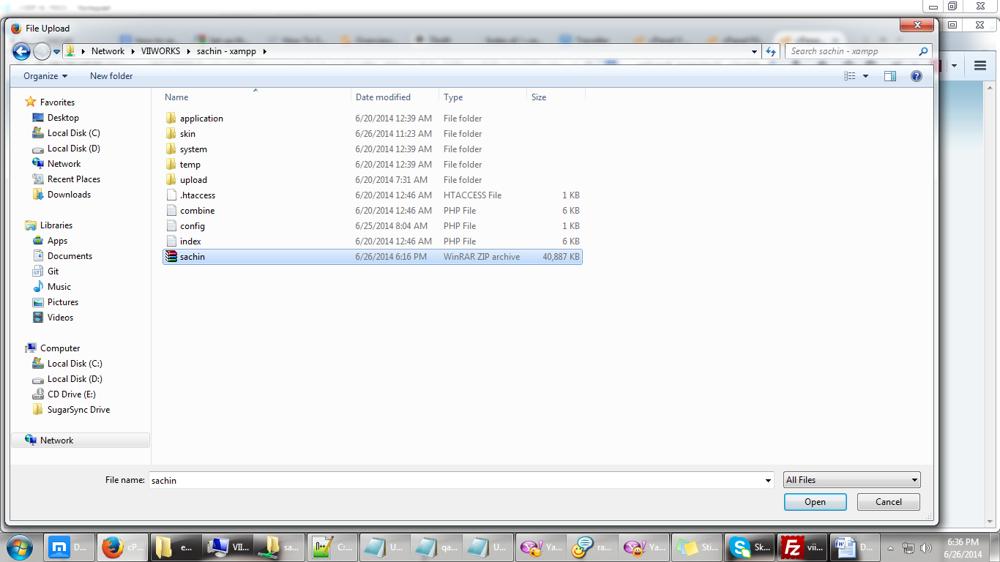 File Upload
Network VIIWORKS sachin - xampp
Search sachin - xampp
Organize New folder
Name Date modified Type Size
Favorites
Desktop
Local Disk (C)
Local Disk (D)
Network
Recent Places
Downloads
Libraries
Apps
Documents
Git
Music
Pictures
Videos
Computer
Local Disk (C:)
Local Disk (D:)
CD Drive (E:)
SugarSync Drive
Network
application 6/20/2014 12:39 AM File folder
skin 6/26/2014 11:23 AM File folder
system 6/20/2014 12:39 AM File folder
temp 6/20/2014 12:39 AM File folder
upload 6/20/2014 7:31 AM File folder
.htaccess 6/20/2014 12:46 AM HTACCESS File 1 KB
combine 6/20/2014 12:46 AM PHP File 6 KB
config 6/25/2014 8:04 AM PHP File 1 KB
index 6/20/2014 12:46 AM PHP File 6 KB
sachin 6/26/2014 6:16 PM WinRAR ZIP archive 40,887 KB
File name: sachin
All Files
Open Cancel
D... cP... e... VII... sa... C:... U... qa... U... Ya... ra... Ya... Sti... Sk... vii... D...
6:36 PM
6/26/2014